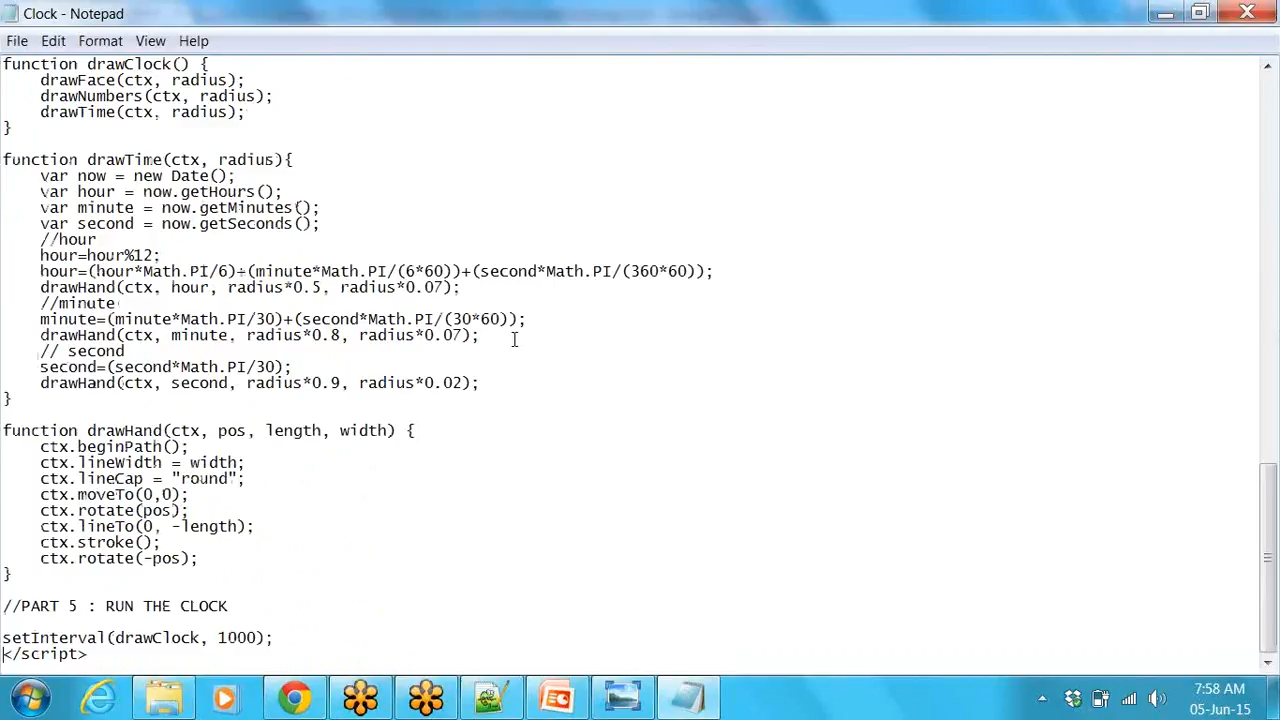 Clock - Notepad
File Edit Format View Help
function drawClock() {
    drawFace(ctx, radius);
    drawNumbers(ctx, radius);
    drawTime(ctx, radius);
}
function drawTime(ctx, radius){
    var now = new Date();
    var hour = now.getHours();
    var minute = now.getMinutes();
    var second = now.getSeconds();
    //hour
    hour=hour%12;
    hour=(hour*Math.PI/6)+(minute*Math.PI/(6*60))+(second*Math.PI/(360*60));
    drawHand(ctx, hour, radius*0.5, radius*0.07);
    //minute
    minute=(minute*Math.PI/30)+(second*Math.PI/(30*60));
    drawHand(ctx, minute, radius*0.8, radius*0.07);
    // second
    second=(second*Math.PI/30);
    drawHand(ctx, second, radius*0.9, radius*0.02);
}
function drawHand(ctx, pos, length, width) {
    ctx.beginPath();
    ctx.lineWidth = width;
    ctx.lineCap = "round";
    ctx.moveTo(0,0);
    ctx.rotate(pos);
    ctx.lineTo(0, -length);
    ctx.stroke();
    ctx.rotate(-pos);
}
//PART 5 : RUN THE CLOCK
setInterval(drawClock, 1000);
</script>
7:58 AM
05-Jun-15